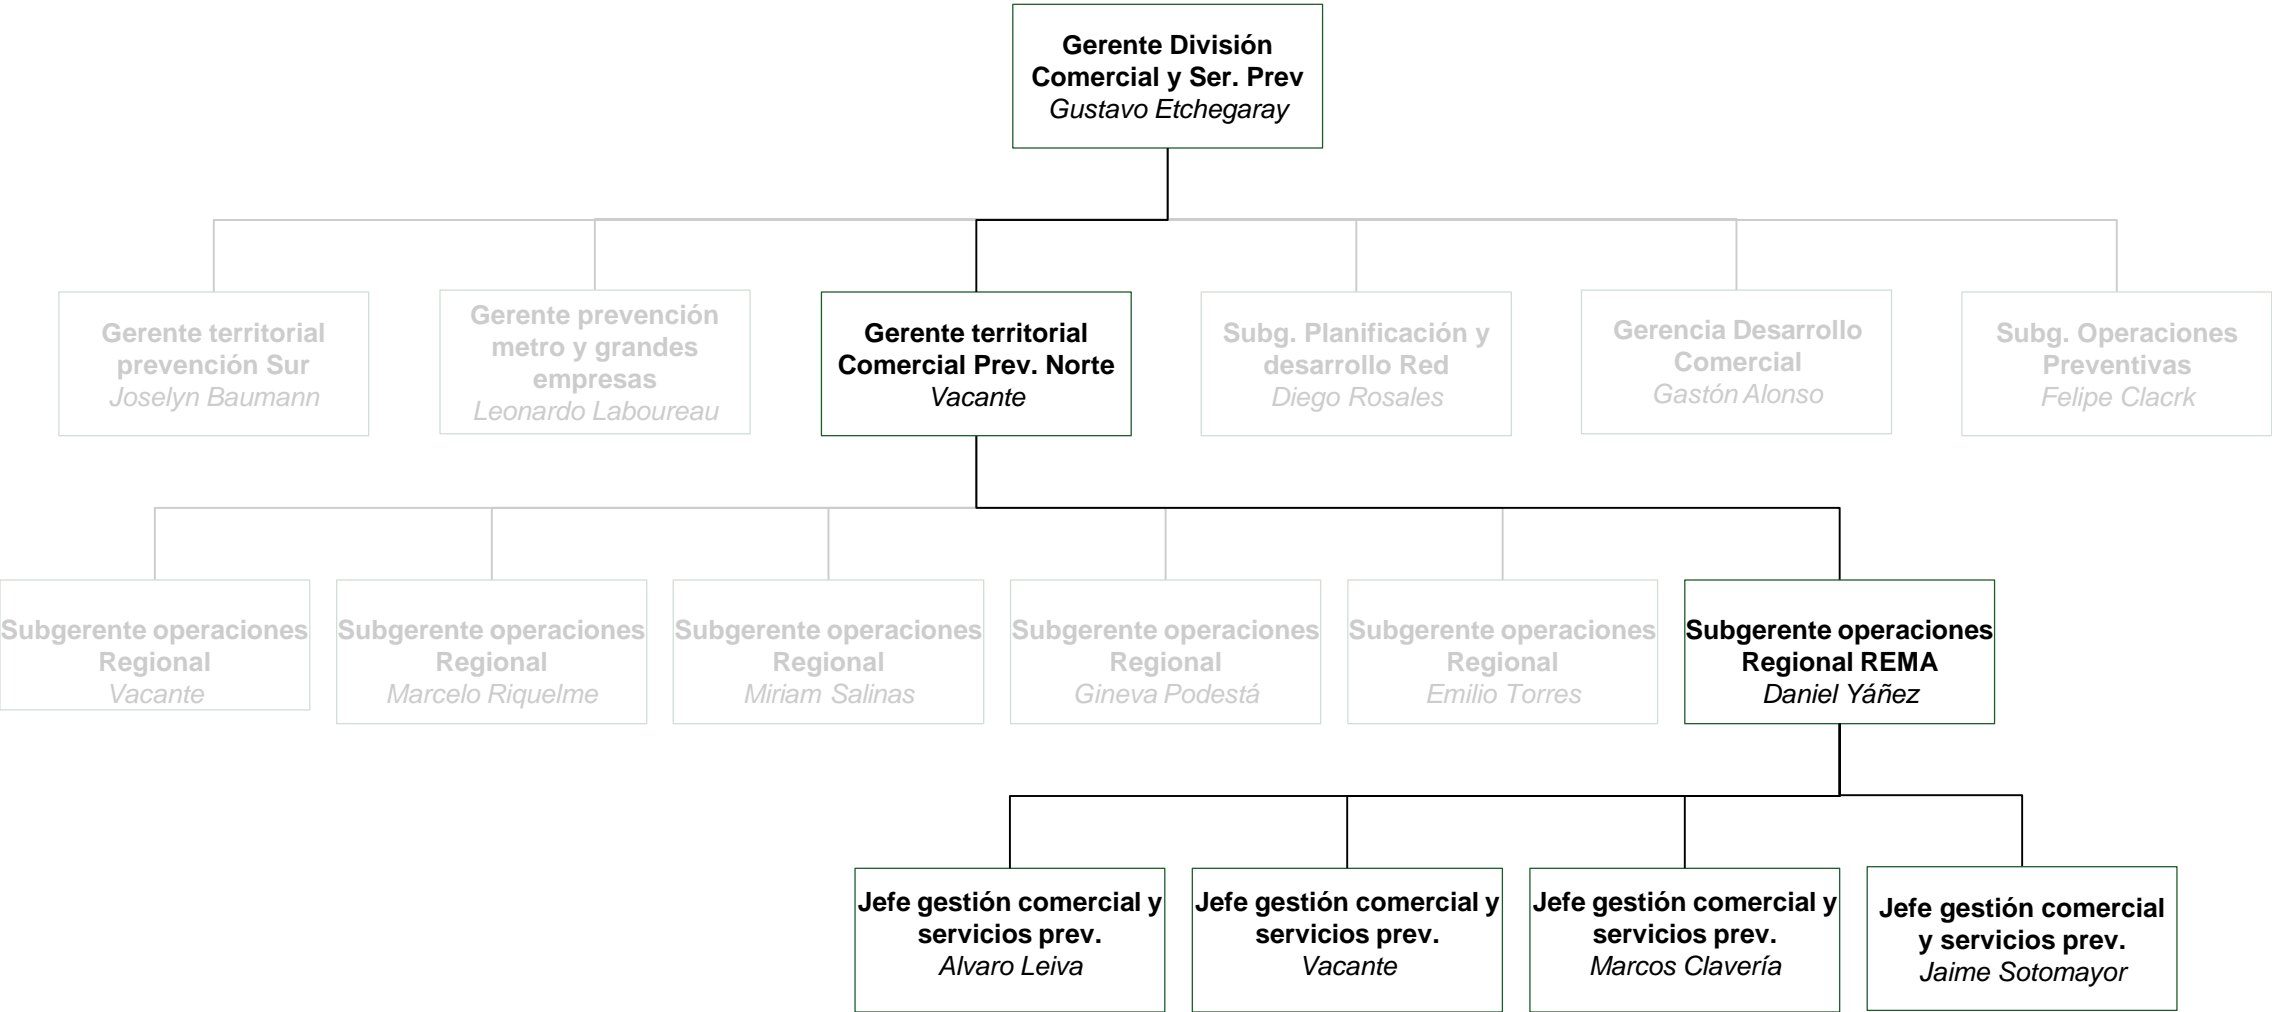 Gerente División
Comercial y Ser. Prev
Gustavo Etchegaray
Gerente territorial
prevención Sur
Joselyn Baumann
Gerente prevención
metro y grandes
empresas
Leonardo Laboureau
Gerente territorial
Comercial Prev. Norte
Vacante
Subg. Planificación y
desarrollo Red
Diego Rosales
Gerencia Desarrollo
Comercial
Gastón Alonso
Subg. Operaciones
Preventivas
Felipe Clacrk
Subgerente operaciones
Regional
Vacante
Subgerente operaciones
Regional
Marcelo Riquelme
Subgerente operaciones
Regional
Miriam Salinas
Subgerente operaciones
Regional
Gineva Podestá
Subgerente operaciones
Regional
Emilio Torres
Subgerente operaciones
Regional REMA
Daniel Yáñez
Jefe gestión comercial y
servicios prev.
Alvaro Leiva
Jefe gestión comercial y
servicios prev.
Vacante
Jefe gestión comercial y
servicios prev.
Marcos Clavería
Jefe gestión comercial
y servicios prev.
Jaime Sotomayor